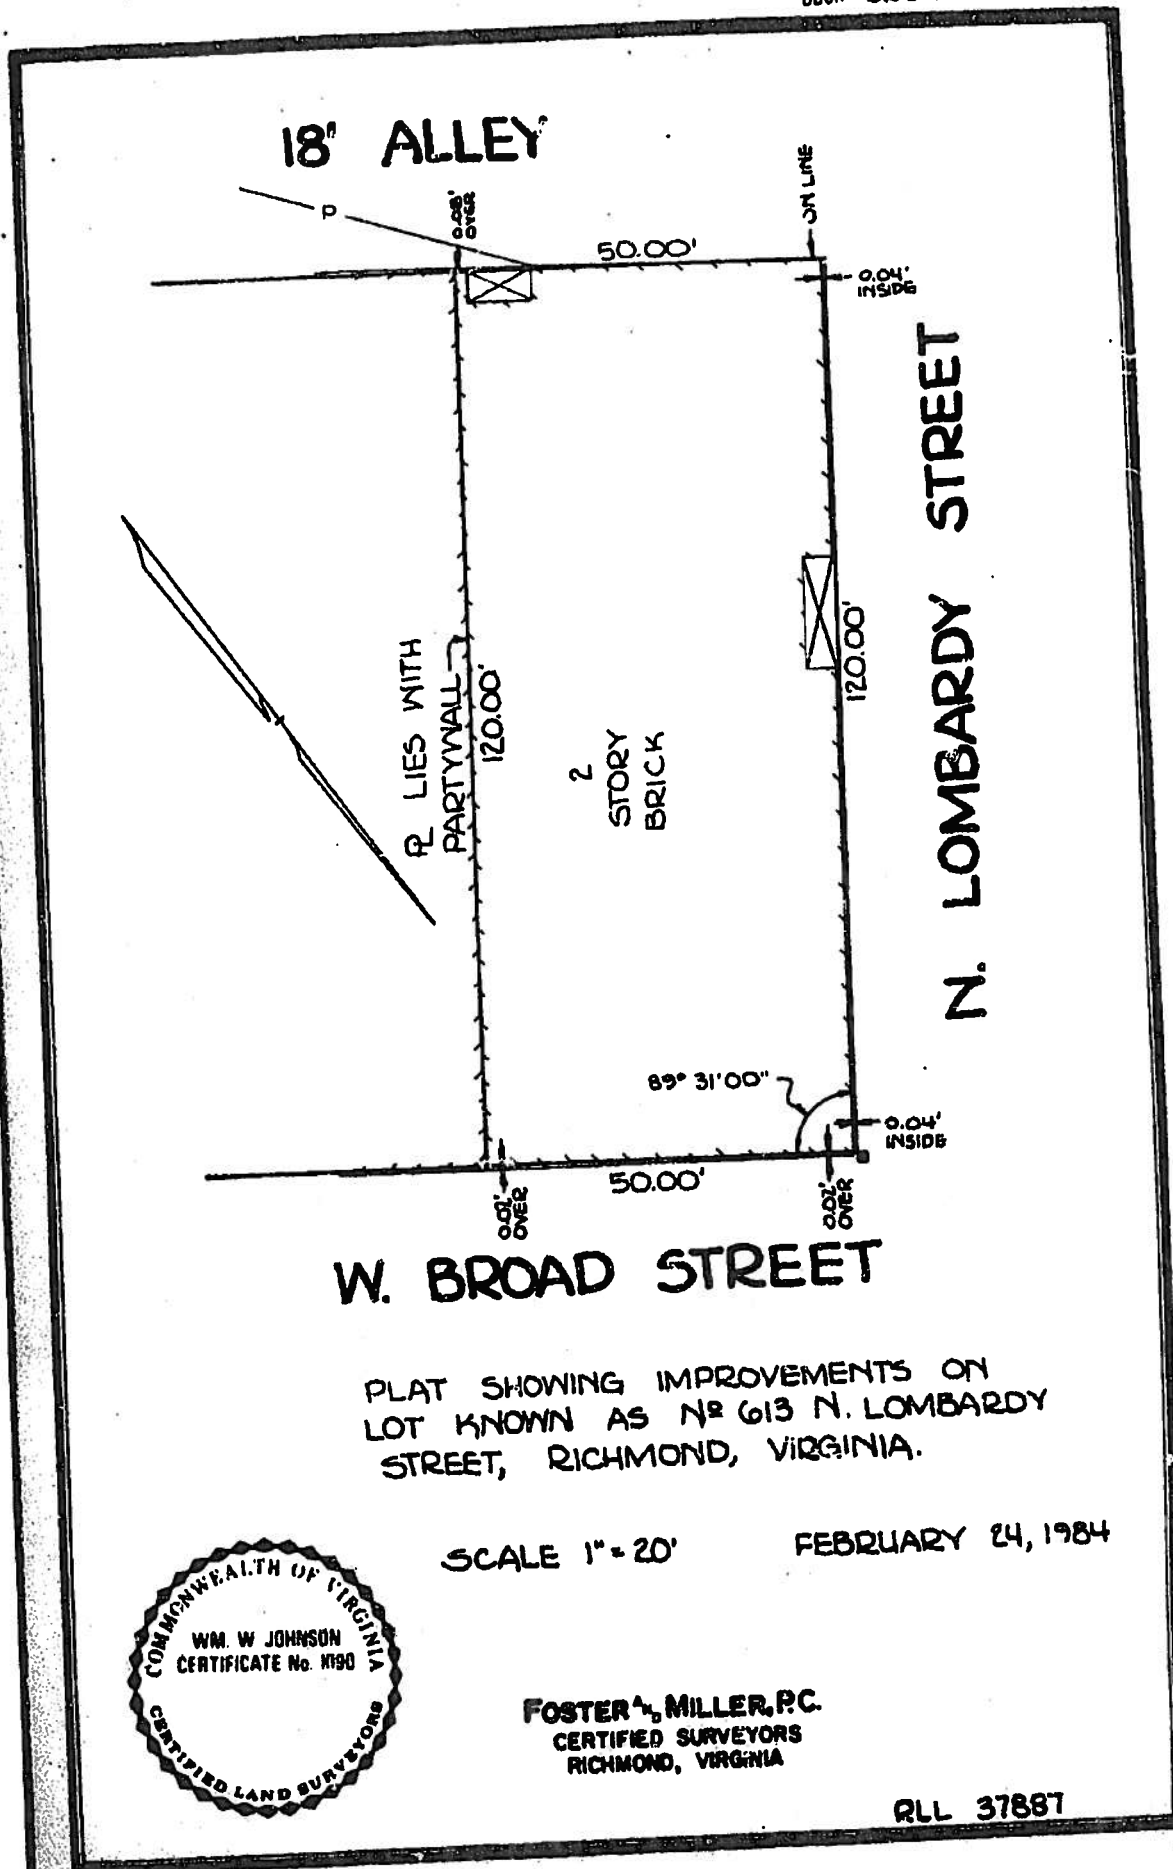 18' ALLEY
P
0.08'
OVER
50.00'
ON LINE
0.04'
INSIDE
N. LOMBARDY STREET
PL LIES WITH
PARTYWALL
120.00'
2
STORY
BRICK
120.00'
89° 31'00"
0.04'
INSIDE
0.02'
OVER
50.00'
0.02'
OVER
W. BROAD STREET
PLAT SHOWING IMPROVEMENTS ON
LOT KNOWN AS Nº 613 N. LOMBARDY
STREET, RICHMOND, VIRGINIA.
SCALE 1" = 20'
FEBRUARY 24, 1984
COMMONWEALTH OF VIRGINIA
WM. W JOHNSON
CERTIFICATE No.
CERTIFIED LAND SURVEYORS
FOSTER AND MILLER, P.C.
CERTIFIED SURVEYORS
RICHMOND, VIRGINIA
RLL 37887